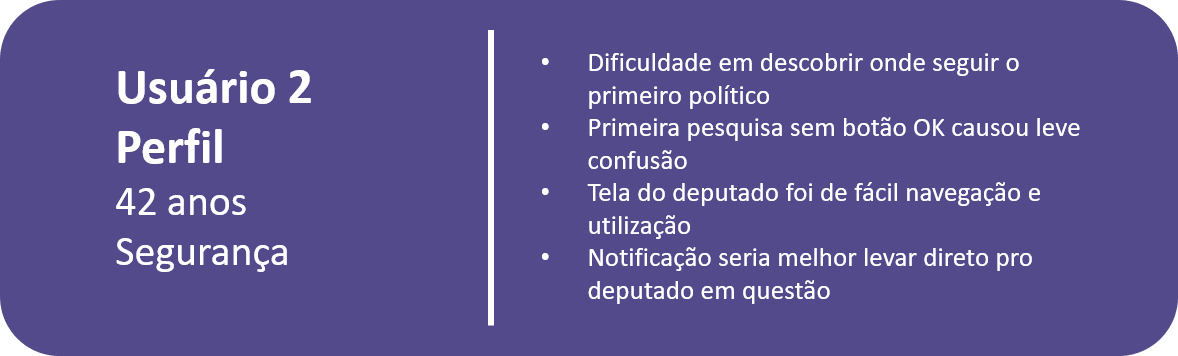 Usuário 2
Perfil
42 anos
Segurança
• Dificuldade em descobrir onde seguir o
primeiro político
• Primeira pesquisa sem botão OK causou leve
confusão
• Tela do deputado foi de fácil navegação e
utilização
• Notificação seria melhor levar direto pro
deputado em questão